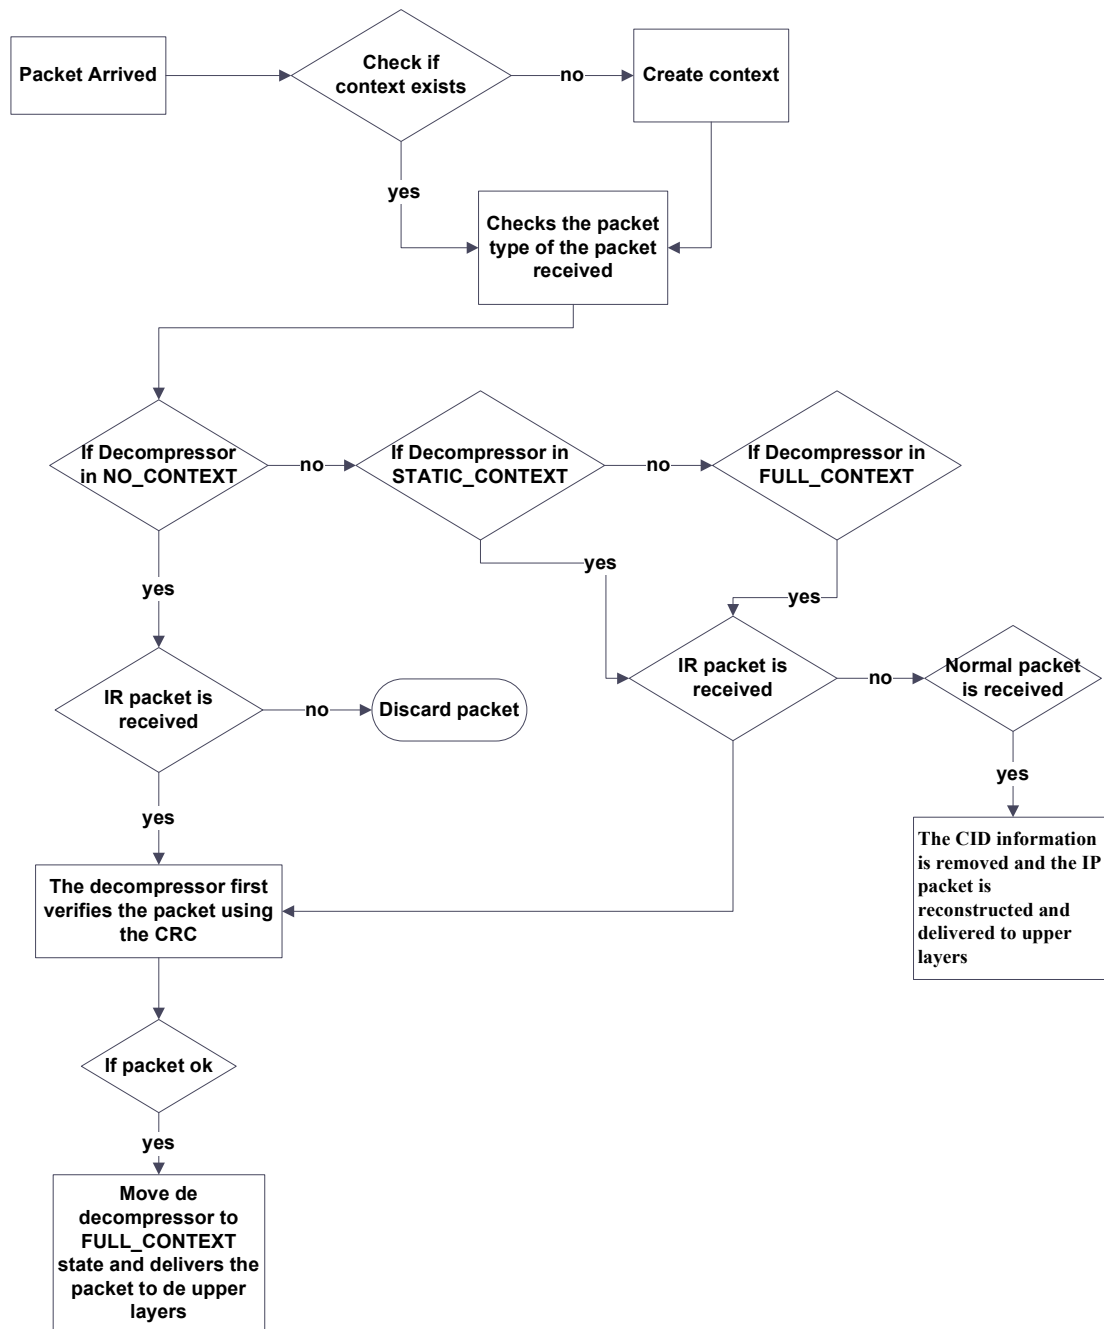 Packet Arrived
Check if
context exists
no
Create context
yes
Checks the packet
type of the packet
received
If Decompressor
in NO_CONTEXT
no
If Decompressor in
STATIC_CONTEXT
no
If Decompressor in
FULL_CONTEXT
yes
yes
yes
IR packet is
received
no
Discard packet
IR packet is
received
no
Normal packet
is received
yes
yes
The CID information
is removed and the IP
packet is
reconstructed and
delivered to upper
layers
The decompressor first
verifies the packet using
the CRC
If packet ok
yes
Move de
decompressor to
FULL_CONTEXT
state and delivers the
packet to de upper
layers